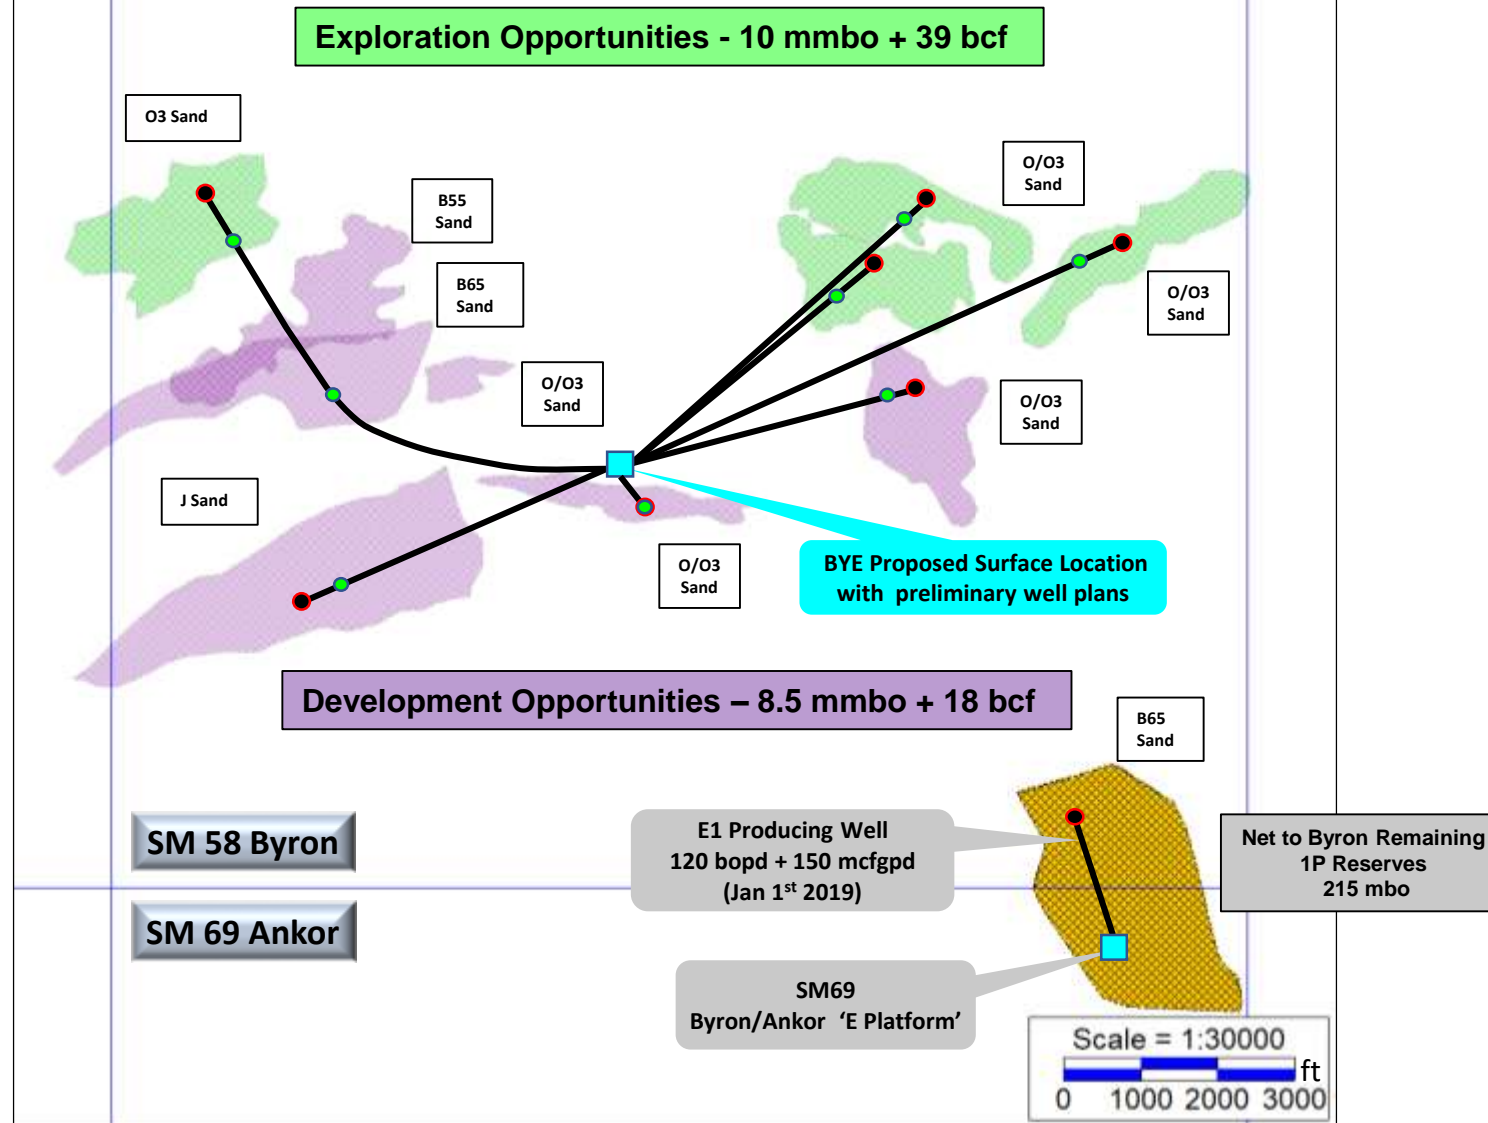 Exploration Opportunities - 10 mmbo + 39 bcf
O3 Sand
B55
Sand
B65
Sand
O/O3
Sand
O/O3
Sand
O/O3
Sand
O/O3
Sand
J Sand
O/O3
Sand
BYE Proposed Surface Location
with preliminary well plans
Development Opportunities – 8.5 mmbo + 18 bcf
B65
Sand
SM 58 Byron
E1 Producing Well
120 bopd + 150 mcfgpd
(Jan 1st 2019)
Net to Byron Remaining
1P Reserves
215 mbo
SM 69 Ankor
SM69
Byron/Ankor ‘E Platform’
Scale = 1:30000
ft
0 1000 2000 3000